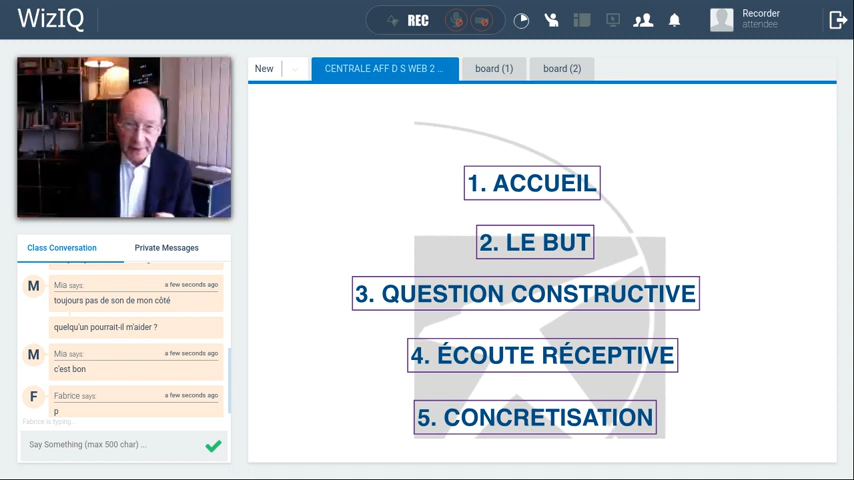 WizIQ
REC
Recorder
attendee
New
CENTRALE AFF D S WEB 2 ...
board (1)
board (2)
1. ACCUEIL
2. LE BUT
3. QUESTION CONSTRUCTIVE
4. ÉCOUTE RÉCEPTIVE
5. CONCRETISATION
Class Conversation
Private Messages
M
Mia says:
a few seconds ago
toujours pas de son de mon côté
quelqu'un pourrait-il m'aider ?
M
Mia says:
a few seconds ago
c'est bon
F
Fabrice says:
a few seconds ago
p
Fabrice is typing...
Say Something (max 500 char) ...